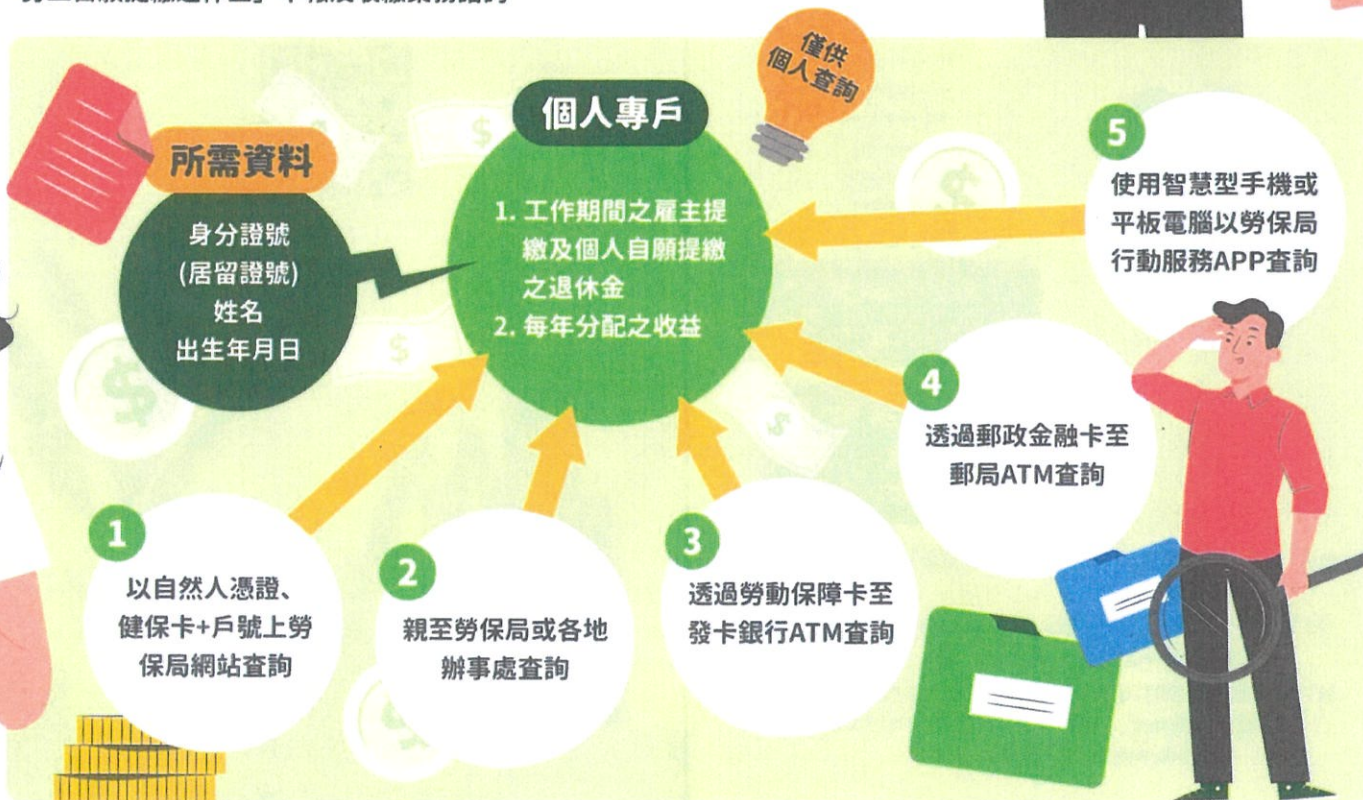 僅供
個人查詢
個人專戶
所需資料
身分證號
(居留證號)
姓名
出生年月日
1. 工作期間之雇主提
繳及個人自願提繳
之退休金
2. 每年分配之收益
5
使用智慧型手機或
平板電腦以勞保局
行動服務APP查詢
4
透過郵政金融卡至
郵局ATM查詢
1
以自然人憑證、
健保卡+戶號上勞
保局網站查詢
2
親至勞保局或各地
辦事處查詢
3
透過勞動保障卡至
發卡銀行ATM查詢